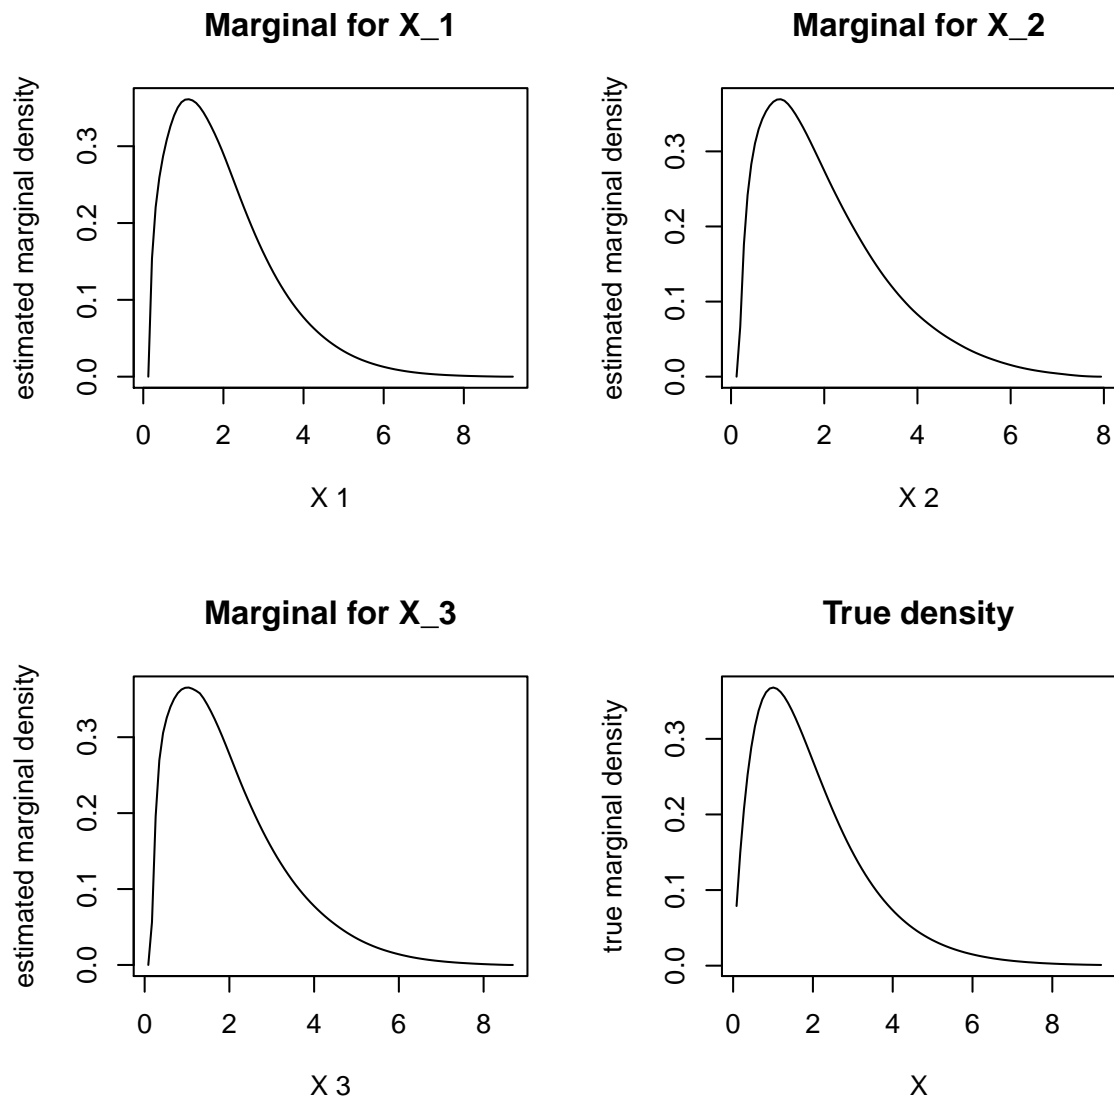 Marginal for X_1
estimated marginal density
0.0 0.1 0.2 0.3
0 2 4 6 8
X 1
Marginal for X_2
estimated marginal density
0.0 0.1 0.2 0.3
0 2 4 6 8
X 2
Marginal for X_3
estimated marginal density
0.0 0.1 0.2 0.3
0 2 4 6 8
X 3
True density
true marginal density
0.0 0.1 0.2 0.3
0 2 4 6 8
X